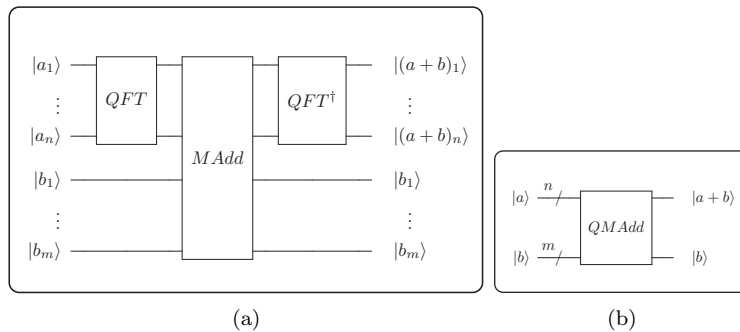 |a₁⟩ QFT QFT† |(a + b)₁⟩
⋮ ⋮
|aₙ⟩ MAdd |(a + b)ₙ⟩
|b₁⟩ |b₁⟩
⋮ ⋮
|bₘ⟩ |bₘ⟩
(a)
|a⟩ n QMAdd |a + b⟩
|b⟩ m |b⟩
(b)